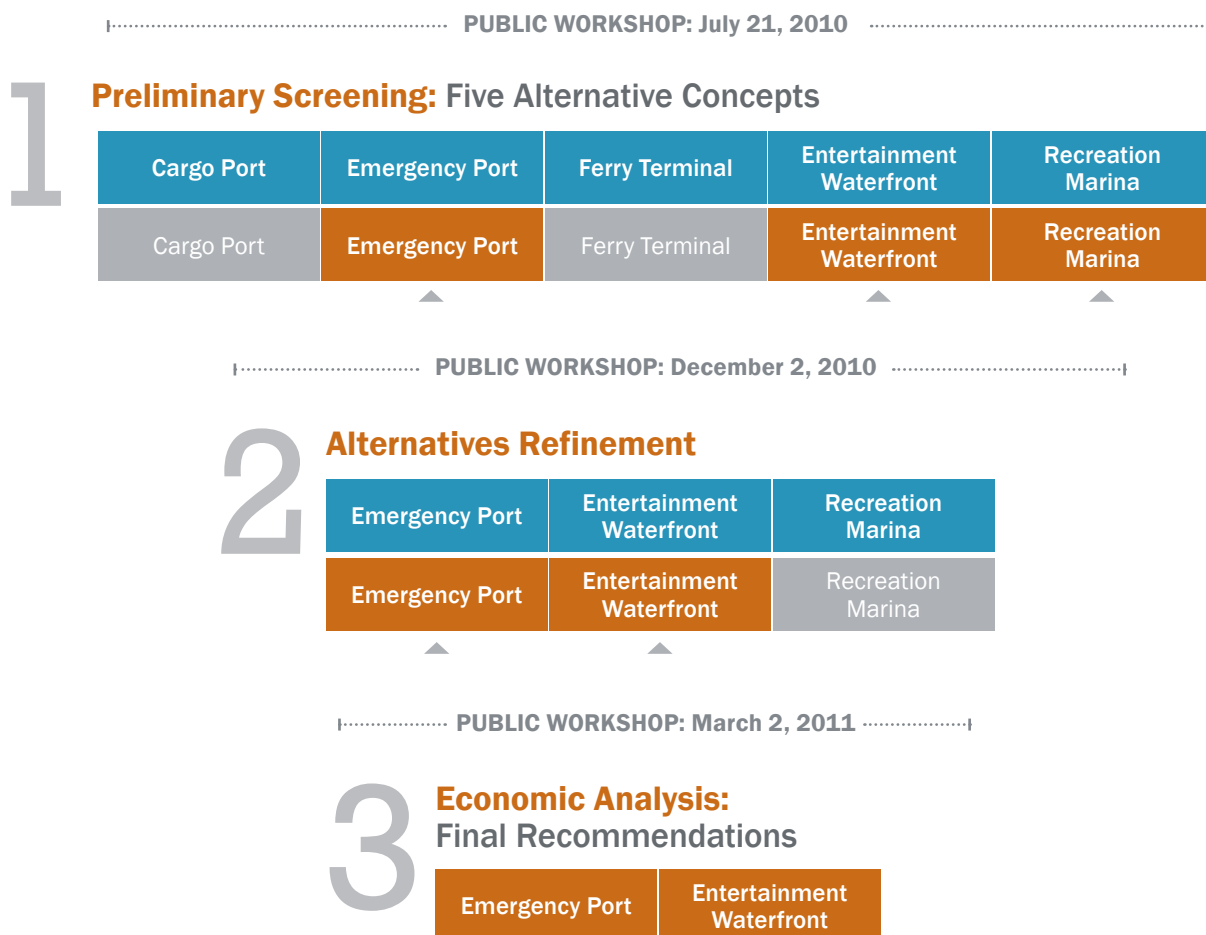 PUBLIC WORKSHOP: July 21, 2010
1
Preliminary Screening: Five Alternative Concepts
Cargo Port
Emergency Port
Ferry Terminal
Entertainment
Waterfront
Recreation
Marina
Cargo Port
Emergency Port
Ferry Terminal
Entertainment
Waterfront
Recreation
Marina
PUBLIC WORKSHOP: December 2, 2010
2
Alternatives Refinement
Emergency Port
Entertainment
Waterfront
Recreation
Marina
Emergency Port
Entertainment
Waterfront
Recreation
Marina
PUBLIC WORKSHOP: March 2, 2011
3
Economic Analysis:
Final Recommendations
Emergency Port
Entertainment
Waterfront